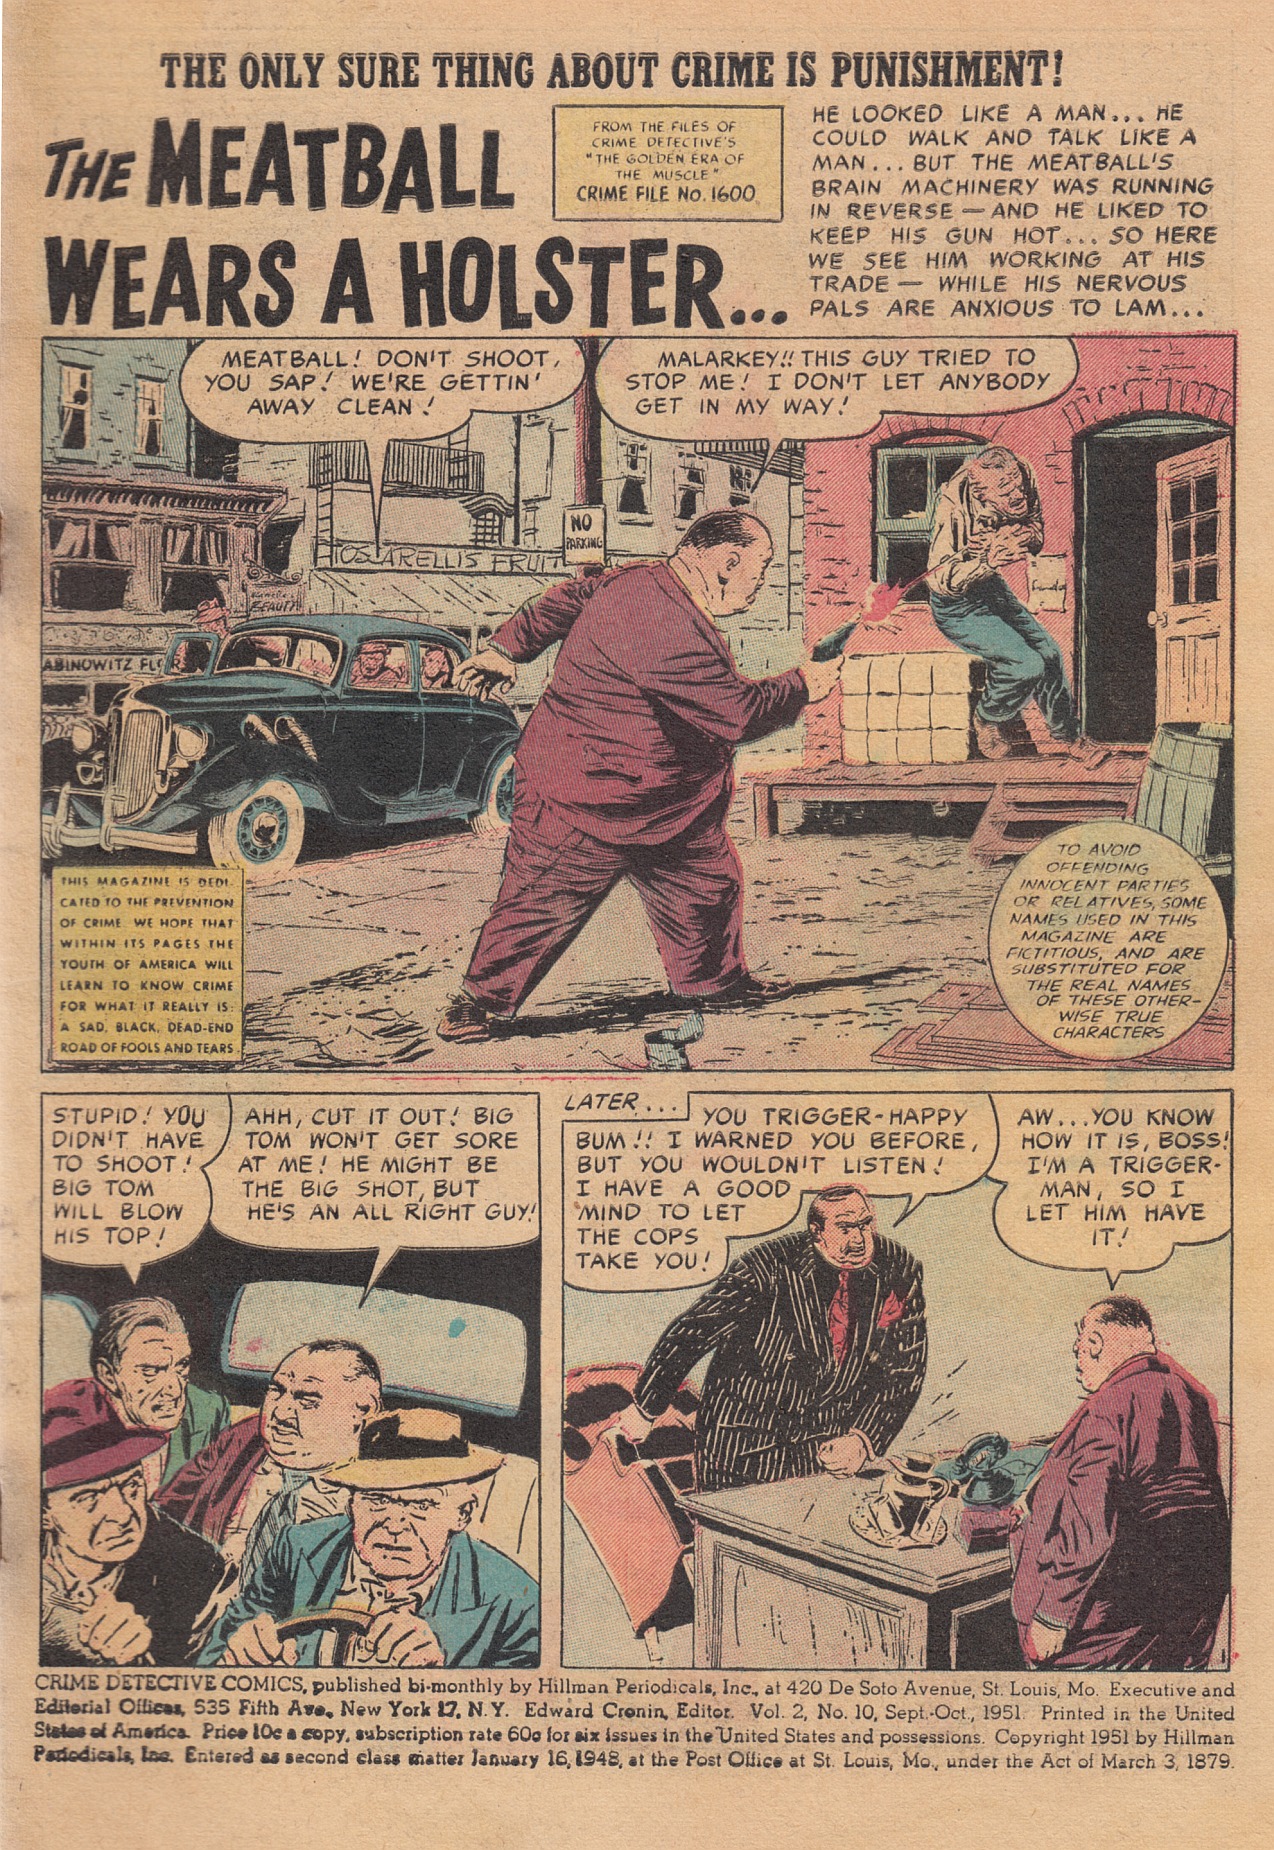 THE ONLY SURE THING ABOUT CRIME IS PUNISHMENT!
THE MEATBALL
WEARS A HOLSTER...
FROM THE FILES OF
CRIME DETECTIVE'S
"THE GOLDEN ERA OF
THE MUSCLE"
CRIME FILE No. 1600
HE LOOKED LIKE A MAN... HE
COULD WALK AND TALK LIKE A
MAN... BUT THE MEATBALL'S
BRAIN MACHINERY WAS RUNNING
IN REVERSE — AND HE LIKED TO
KEEP HIS GUN HOT... SO HERE
WE SEE HIM WORKING AT HIS
TRADE — WHILE HIS NERVOUS
PALS ARE ANXIOUS TO LAM...
MEATBALL! DON'T SHOOT,
YOU SAP! WE'RE GETTIN'
AWAY CLEAN!
MALARKEY!! THIS GUY TRIED TO
STOP ME! I DON'T LET ANYBODY
GET IN MY WAY!
NO
PARKING
TOSCARELLI'S FRUIT
BEAUTY
ABINOWITZ
THIS MAGAZINE IS DEDI-
CATED TO THE PREVENTION
OF CRIME. WE HOPE THAT
WITHIN ITS PAGES THE
YOUTH OF AMERICA WILL
LEARN TO KNOW CRIME
FOR WHAT IT REALLY IS:
A SAD, BLACK, DEAD-END
ROAD OF FOOLS AND TEARS
TO AVOID
OFFENDING
INNOCENT PARTIES
OR RELATIVES, SOME
NAMES USED IN THIS
MAGAZINE ARE
FICTITIOUS, AND ARE
SUBSTITUTED FOR
THE REAL NAMES
OF THESE OTHER-
WISE TRUE
CHARACTERS
STUPID! YOU
DIDN'T HAVE
TO SHOOT!
BIG TOM
WILL BLOW
HIS TOP!
AHH, CUT IT OUT! BIG
TOM WON'T GET SORE
AT ME! HE MIGHT BE
THE BIG SHOT, BUT
HE'S AN ALL RIGHT GUY!
LATER...
YOU TRIGGER-HAPPY
BUM!! I WARNED YOU BEFORE,
BUT YOU WOULDN'T LISTEN!
I HAVE A GOOD
MIND TO LET
THE COPS
TAKE YOU!
AW...YOU KNOW
HOW IT IS, BOSS!
I'M A TRIGGER-
MAN, SO I
LET HIM HAVE
IT!
CRIME DETECTIVE COMICS, published bi-monthly by Hillman Periodicals, Inc., at 420 De Soto Avenue, St. Louis, Mo. Executive and
Editorial Offices, 535 Fifth Ave., New York 17, N.Y. Edward Cronin, Editor. Vol. 2, No. 10, Sept.-Oct., 1951. Printed in the United
States of America. Price 10c a copy, subscription rate 60c for six issues in the United States and possessions. Copyright 1951 by Hillman
Periodicals, Inc. Entered as second class matter January 16, 1948, at the Post Office at St. Louis, Mo., under the Act of March 3, 1879.